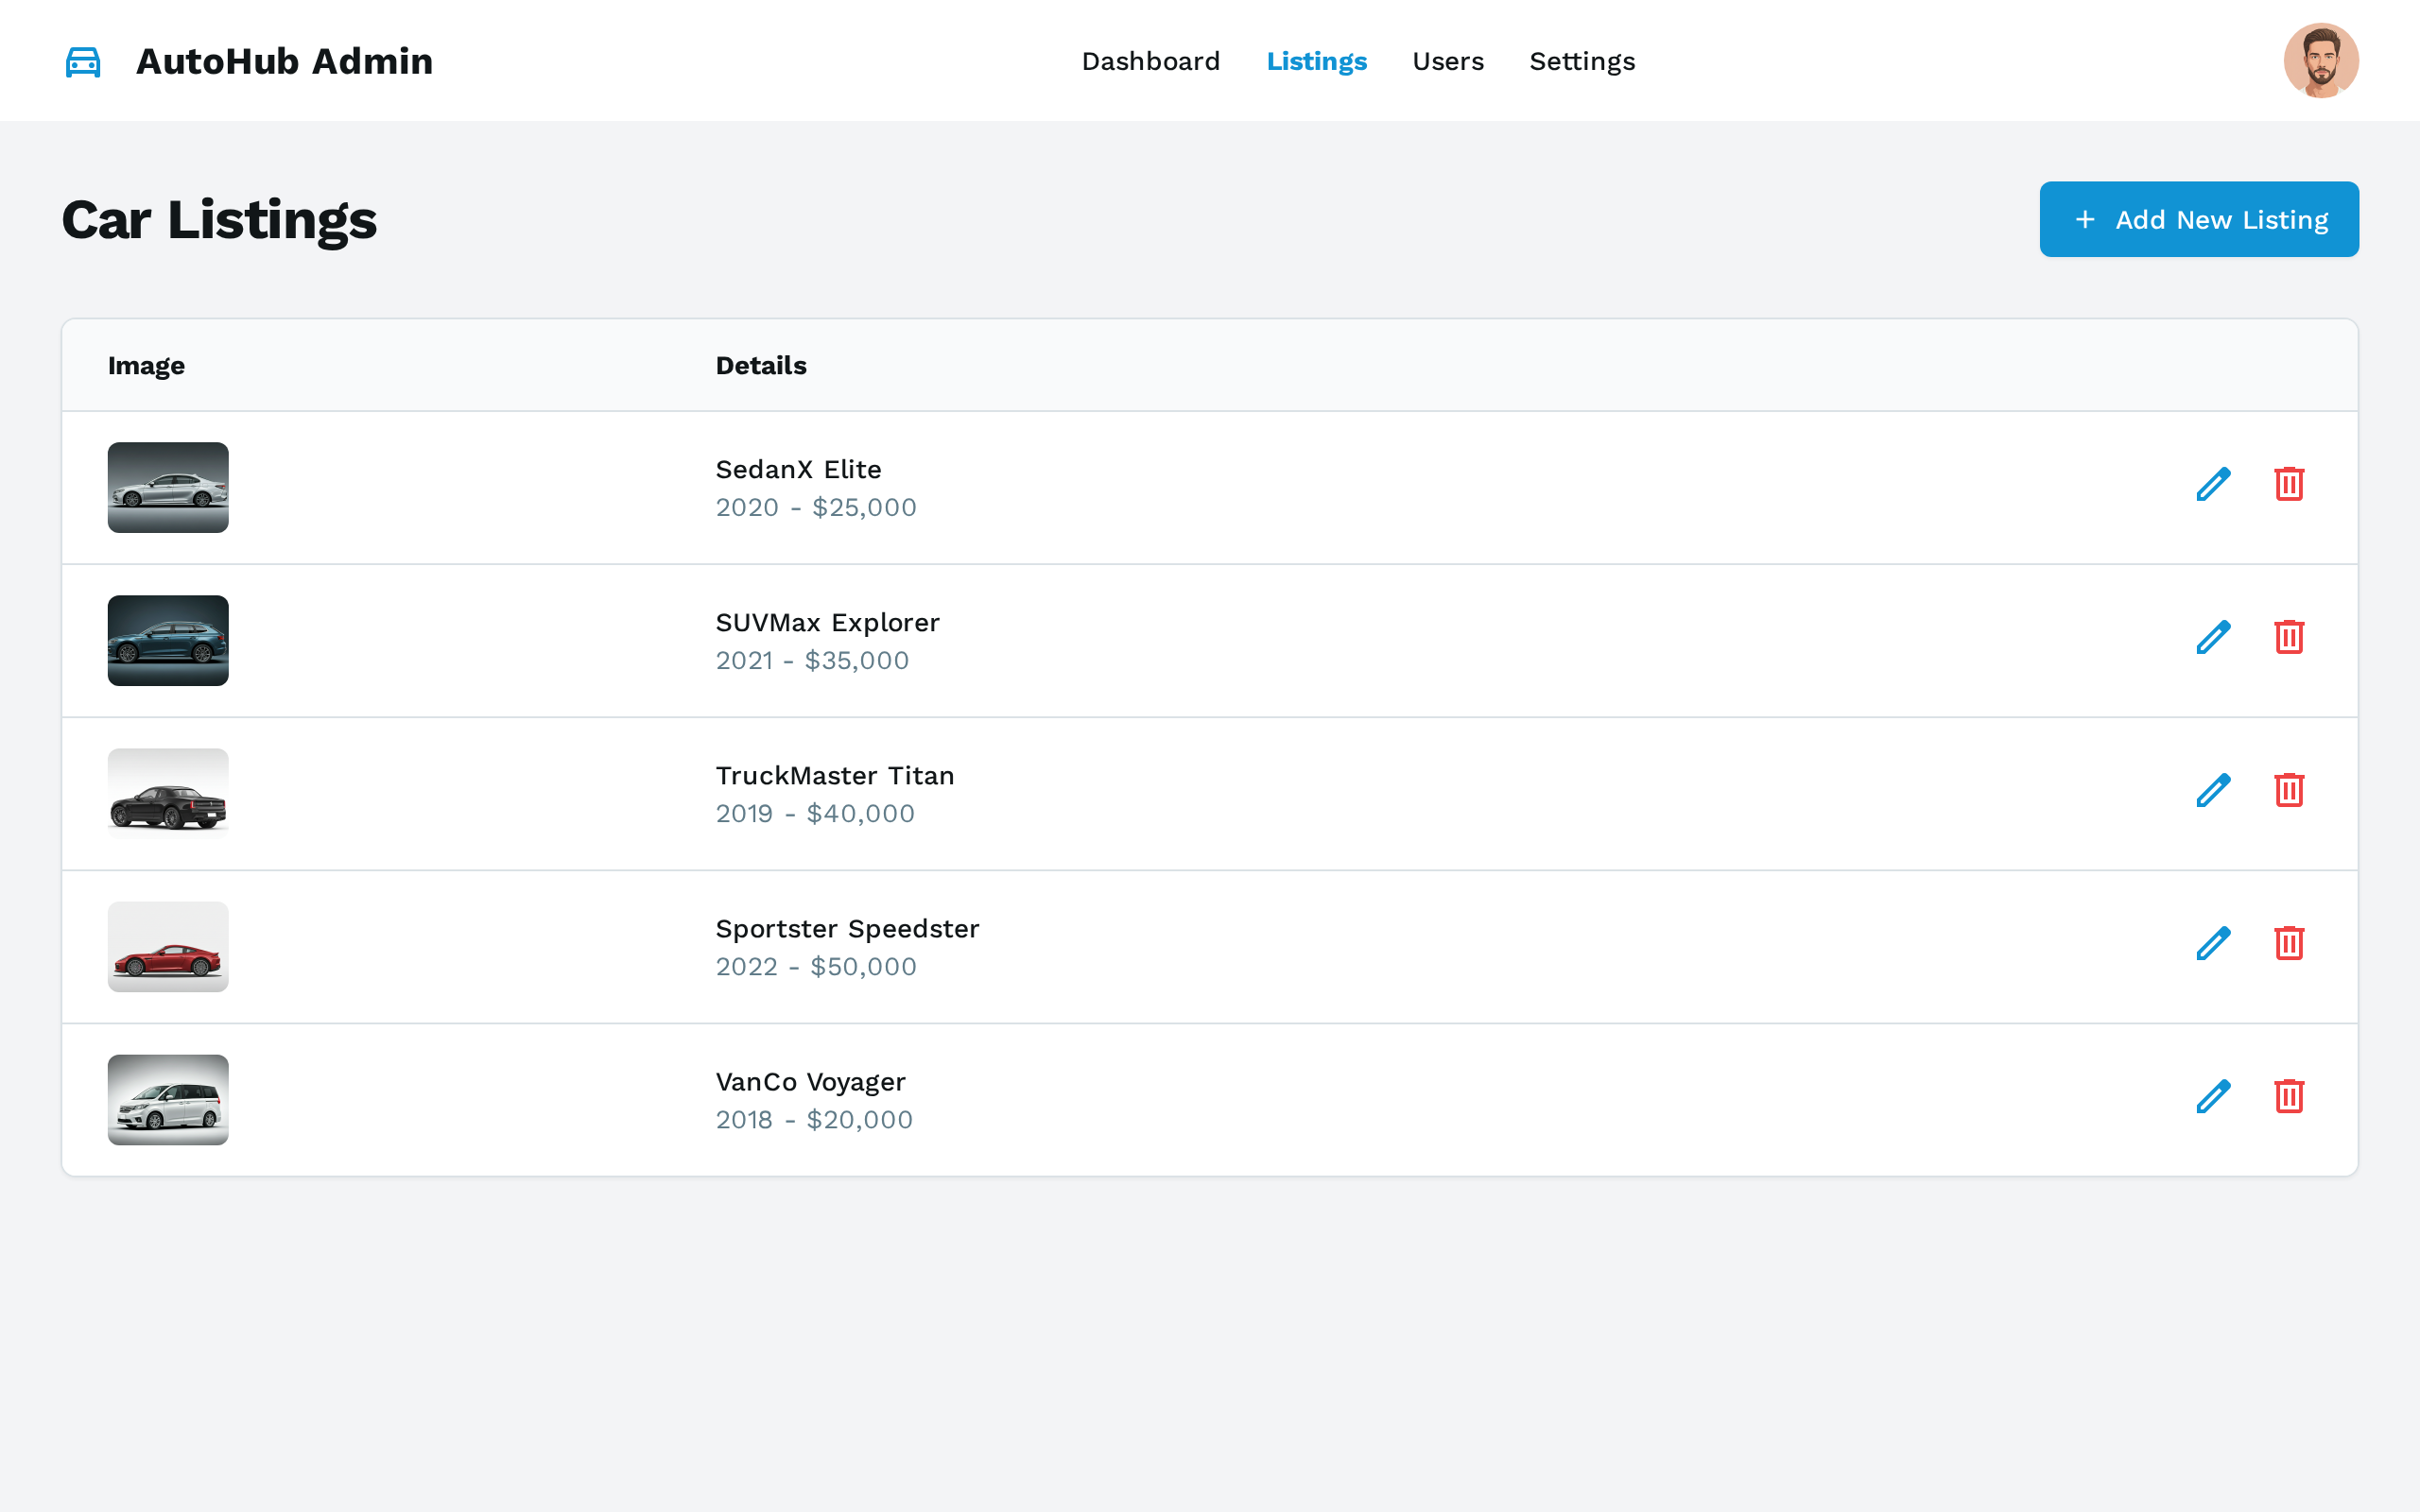 AutoHub Admin
Dashboard
Listings
Users
Settings
Car Listings
+ Add New Listing
Image
Details
SedanX Elite
2020 - $25,000
SUVMax Explorer
2021 - $35,000
TruckMaster Titan
2019 - $40,000
Sportster Speedster
2022 - $50,000
VanCo Voyager
2018 - $20,000